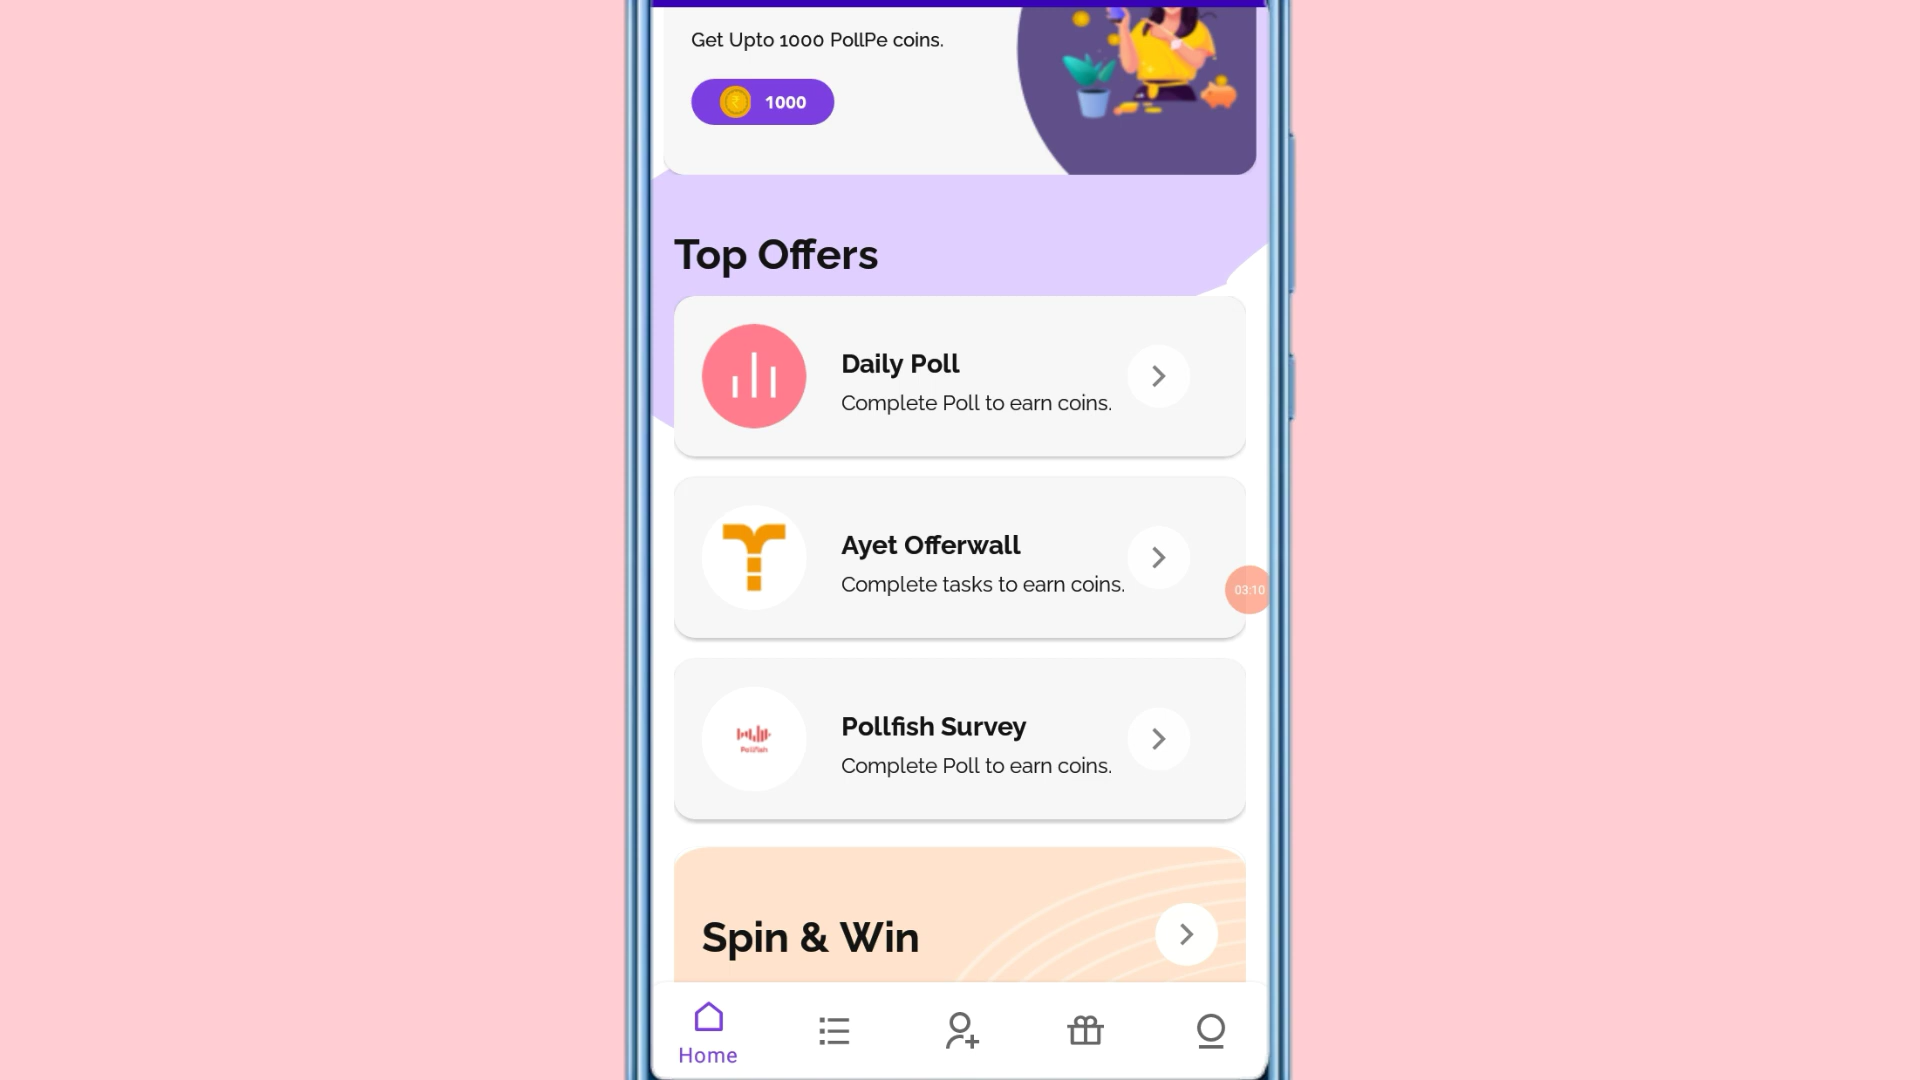 Get Upto 1000 PollPe coins.
1000
Top Offers
Daily Poll
Complete Poll to earn coins.
Ayet Offerwall
Complete tasks to earn coins.
03:10
Pollfish Survey
Complete Poll to earn coins.
Pollfish
Spin & Win
Home